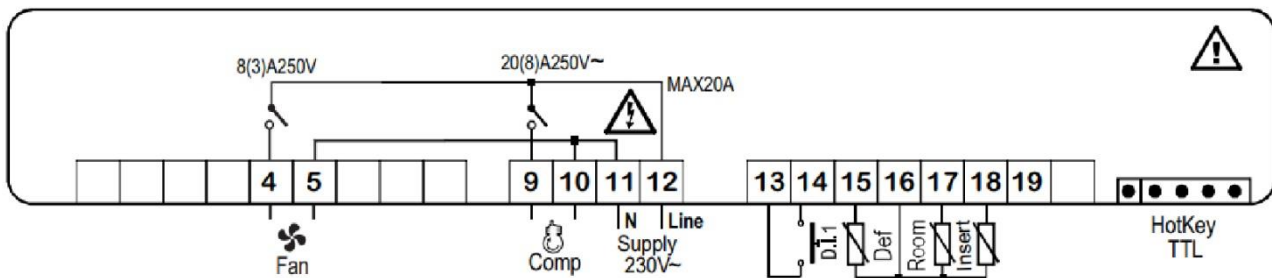 8(3)A250V
20(8)A250V~
MAX20A
4 5
9 10 11 12
13 14 15 16 17 18 19
Fan
Comp
N
Line
Supply
230V~
D.I.1
Def
Room
Insert
HotKey
TTL